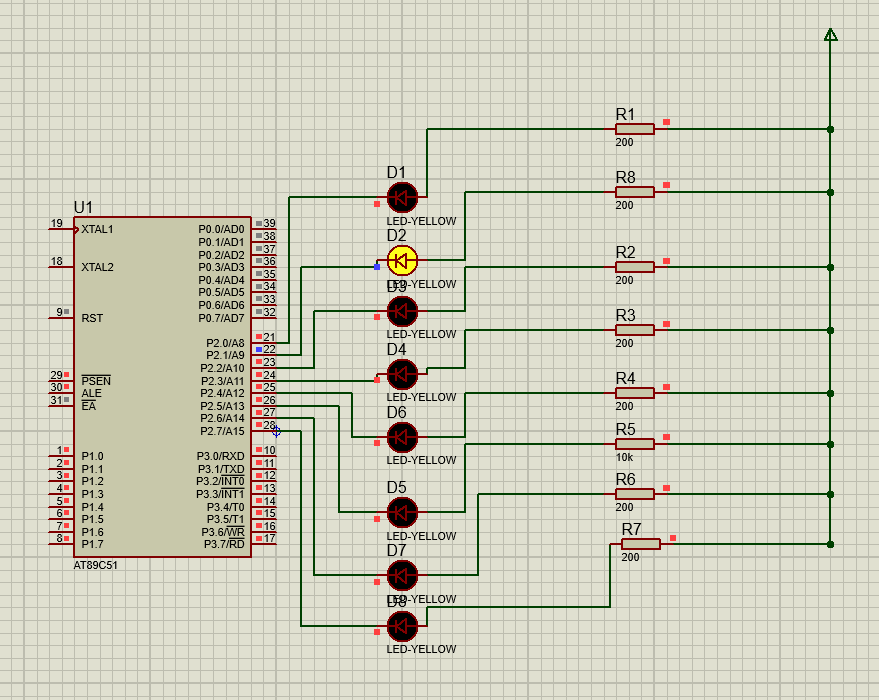 R1
200
D1
R8
200
U1
LED-YELLOW
19 XTAL1 P0.0/AD0 39
P0.1/AD1 38
D2
P0.2/AD2 37
18 XTAL2 P0.3/AD3 36
R2
200
P0.4/AD4 35
LED-YELLOW
D3
P0.5/AD5 34
P0.6/AD6 33
9 RST P0.7/AD7 32
R3
200
LED-YELLOW
P2.0/A8 21
D4
P2.1/A9 22
P2.2/A10 23
29 PSEN P2.3/A11 24
R4
200
30 ALE P2.4/A12 25
LED-YELLOW
31 EA P2.5/A13 26
D6
P2.6/A14 27
P2.7/A15 28
R5
10k
1 P1.0 P3.0/RXD 10
LED-YELLOW
2 P1.1 P3.1/TXD 11
3 P1.2 P3.2/INT0 12
R6
200
4 P1.3 P3.3/INT1 13
D5
5 P1.4 P3.4/T0 14
6 P1.5 P3.5/T1 15
7 P1.6 P3.6/WR 16
R7
200
8 P1.7 P3.7/RD 17
LED-YELLOW
D7
AT89C51
LED-YELLOW
D8
LED-YELLOW